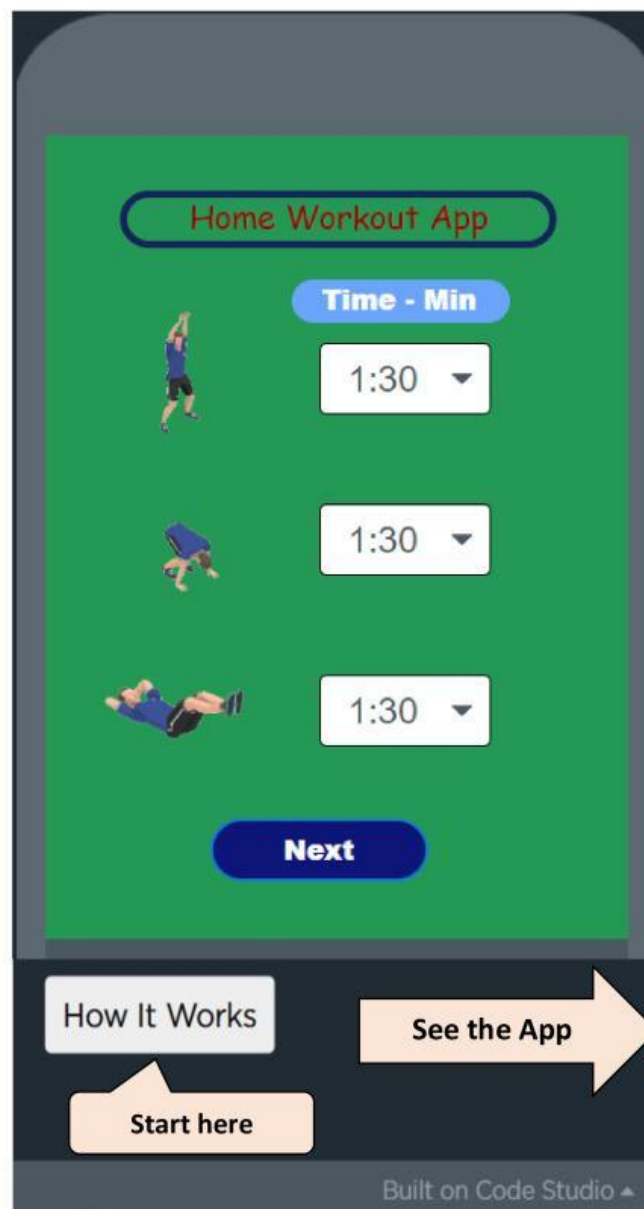 Home Workout App
Time - Min
1:30
1:30
1:30
Next
How It Works
See the App
Start here
Built on Code Studio